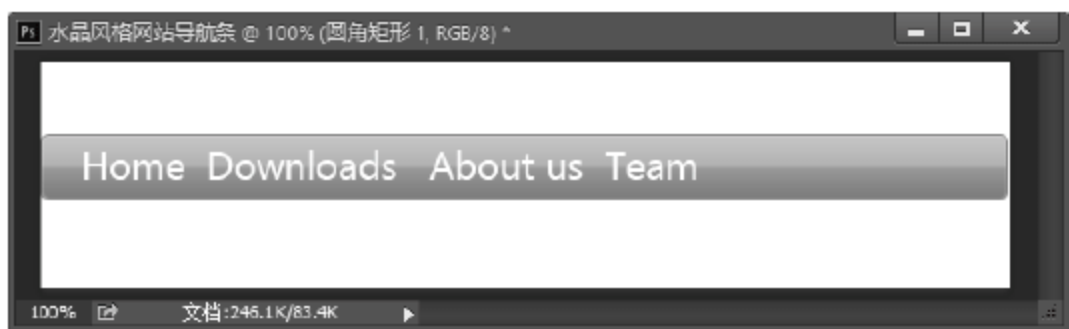 Ps 水晶风格网站导航条 @ 100% (圆角矩形 1, RGB/8) *
Home Downloads About us Team
100% 文档:246.1K/83.4K